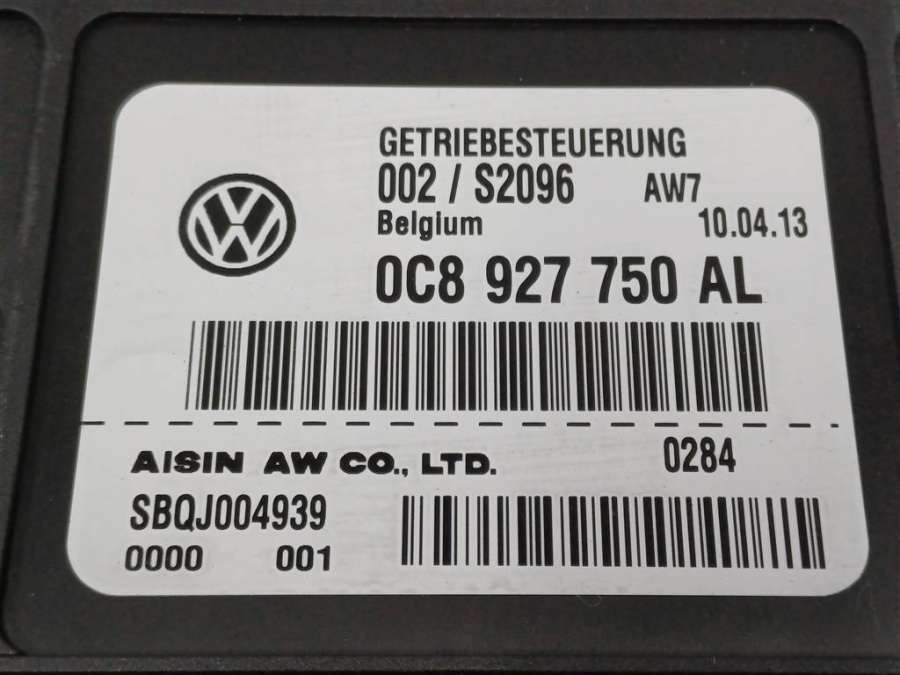 GETRIEBESTEUERUNG
002 / S2096 AW7
Belgium 10.04.13
0C8 927 750 AL
AISIN AW CO., LTD. 0284
SBQJ004939
0000 001